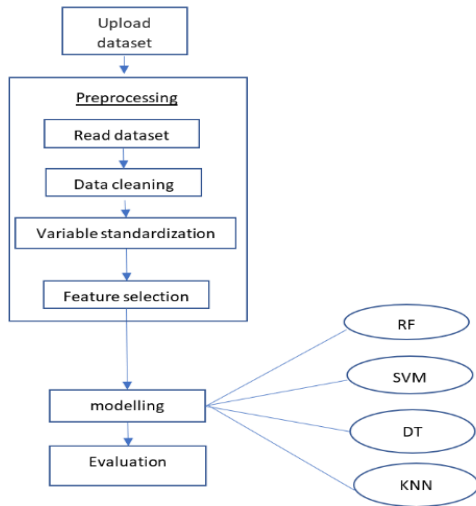 Upload
dataset
Preprocessing
Read dataset
Data cleaning
Variable standardization
Feature selection
RF
SVM
modelling
DT
Evaluation
KNN